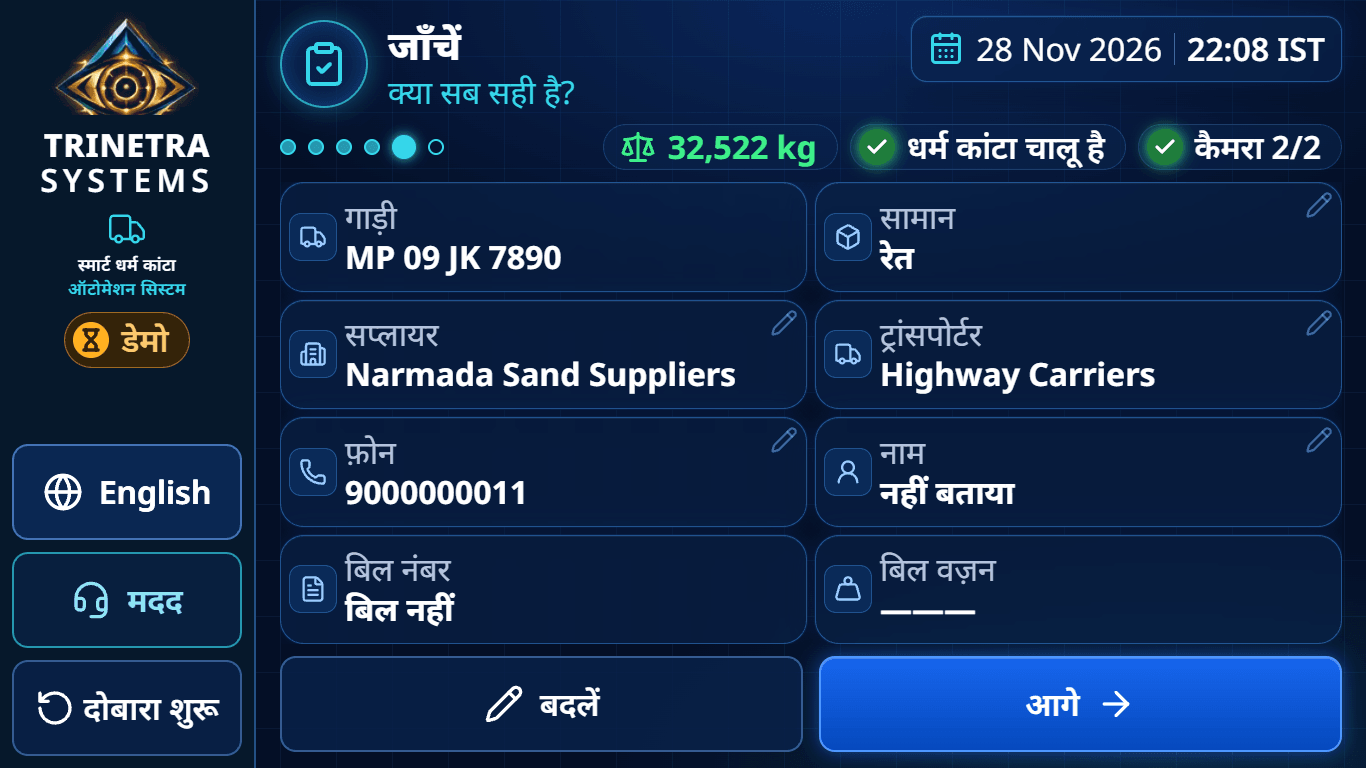 TRINETRA
SYSTEMS
स्मार्ट धर्म कांटा
ऑटोमेशन सिस्टम
डेमो
English
मदद
दोबारा शुरू
जाँचें
क्या सब सही है?
28 Nov 2026 22:08 IST
32,522 kg
धर्म कांटा चालू है
कैमरा 2/2
गाड़ी
MP 09 JK 7890
सामान
रेत
सप्लायर
Narmada Sand Suppliers
ट्रांसपोर्टर
Highway Carriers
फ़ोन
9000000011
नाम
नहीं बताया
बिल नंबर
बिल नहीं
बिल वज़न
———
बदलें
आगे